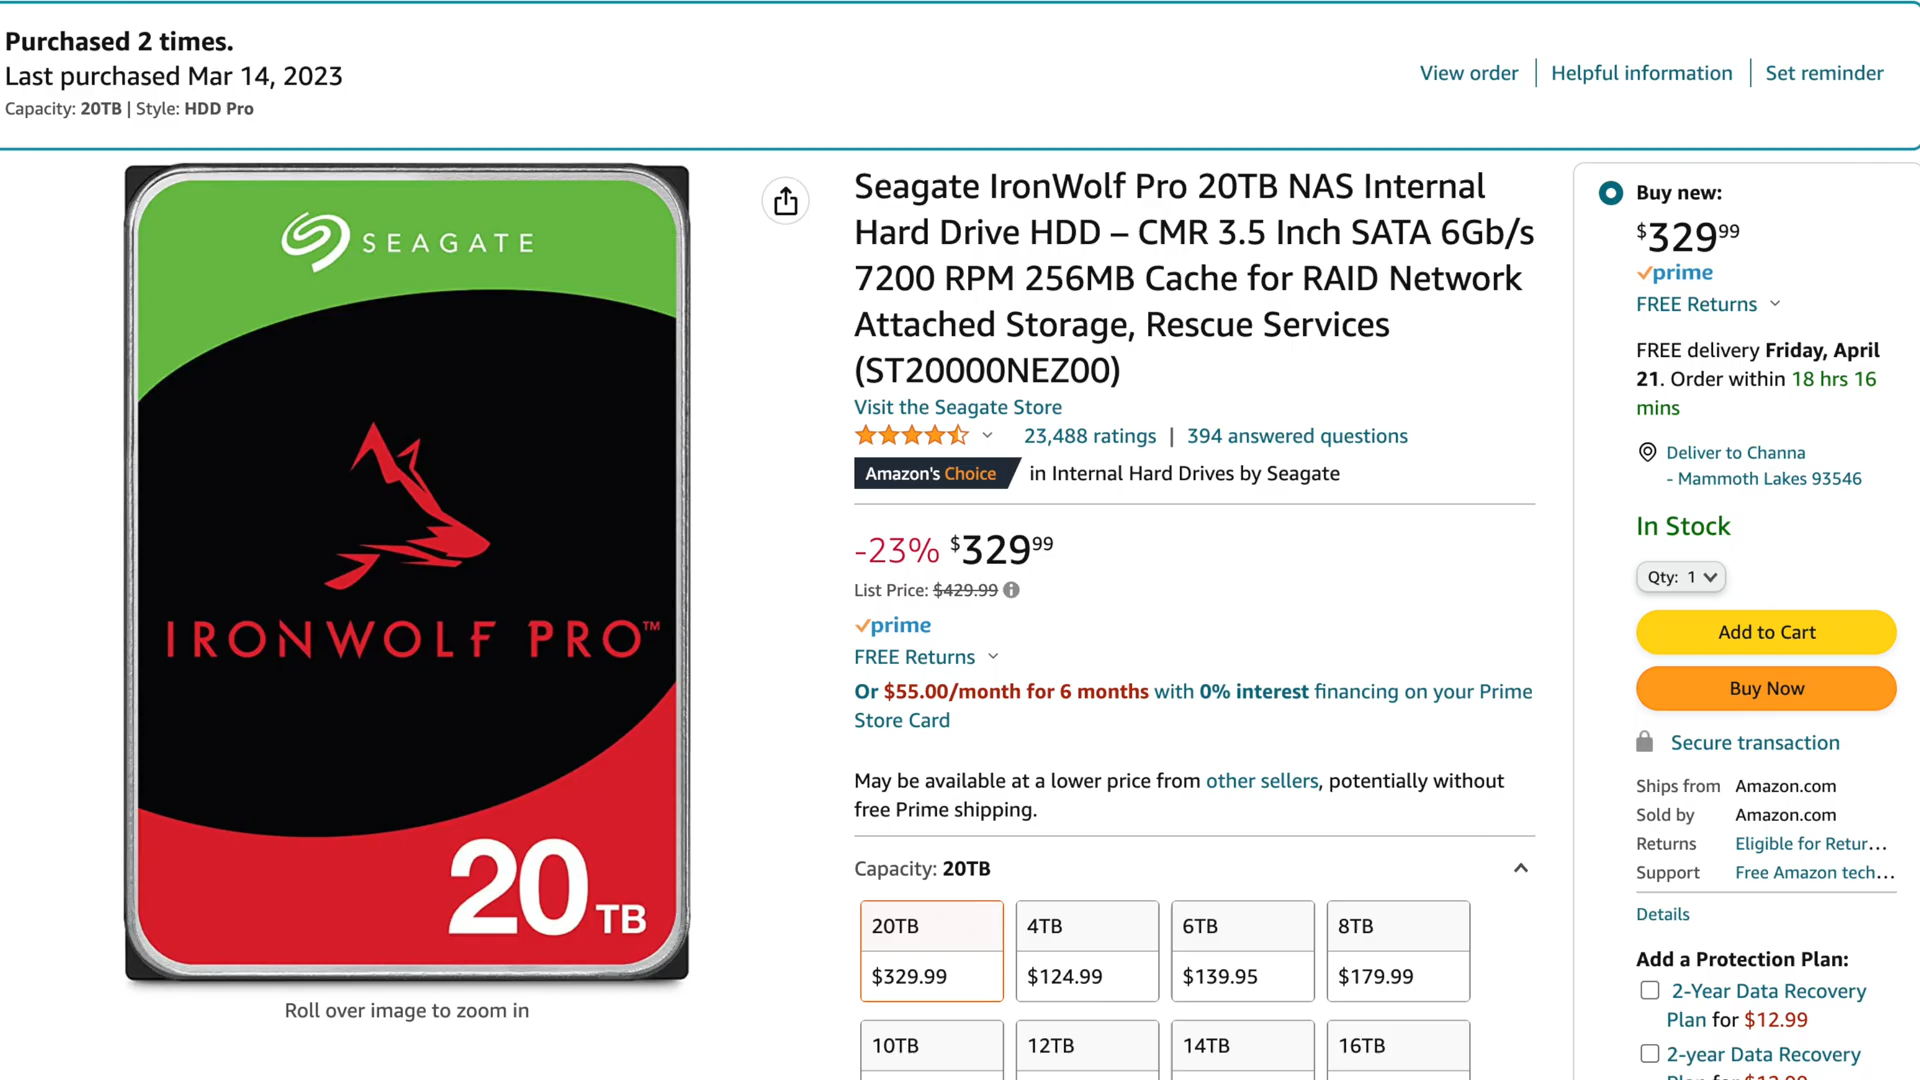 Purchased 2 times.
Last purchased Mar 14, 2023
Capacity: 20TB | Style: HDD Pro
View order
Helpful information
Set reminder
SEAGATE
IRONWOLF PRO™
20 TB
Roll over image to zoom in
Seagate IronWolf Pro 20TB NAS Internal
Hard Drive HDD – CMR 3.5 Inch SATA 6Gb/s
7200 RPM 256MB Cache for RAID Network
Attached Storage, Rescue Services
(ST20000NEZ00)
Visit the Seagate Store
23,488 ratings | 394 answered questions
Amazon's Choice in Internal Hard Drives by Seagate
-23% $329 99
List Price: $429.99
prime
FREE Returns
Or $55.00/month for 6 months with 0% interest financing on your Prime
Store Card
May be available at a lower price from other sellers, potentially without
free Prime shipping.
Capacity: 20TB
20TB
$329.99
4TB
$124.99
6TB
$139.95
8TB
$179.99
10TB
12TB
14TB
16TB
Buy new:
$329 99
prime
FREE Returns
FREE delivery Friday, April
21. Order within 18 hrs 16
mins
Deliver to Channa
- Mammoth Lakes 93546
In Stock
Qty: 1
Add to Cart
Buy Now
Secure transaction
Ships from Amazon.com
Sold by Amazon.com
Returns Eligible for Retur...
Support Free Amazon tech...
Details
Add a Protection Plan:
2-Year Data Recovery
Plan for $12.99
2-year Data Recovery